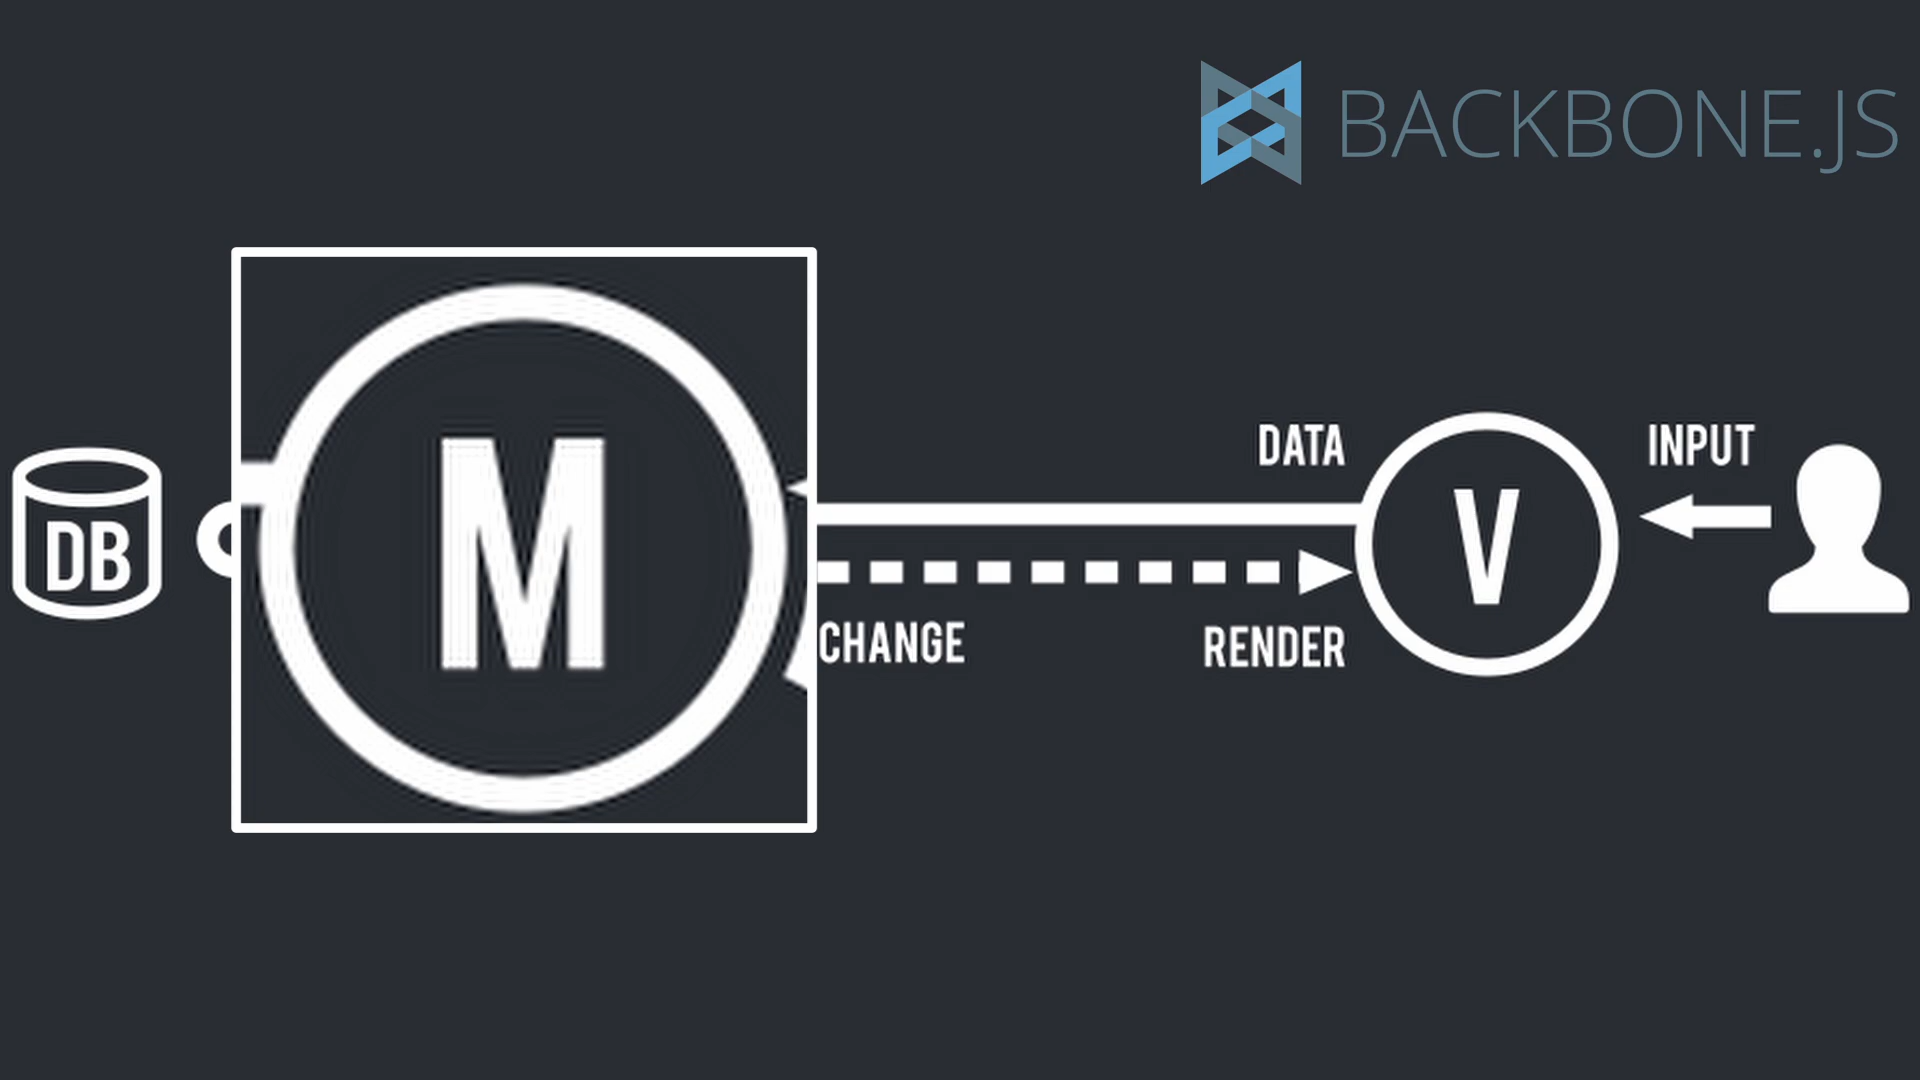 BACKBONE.JS
DB
M
DATA
CHANGE
RENDER
V
INPUT